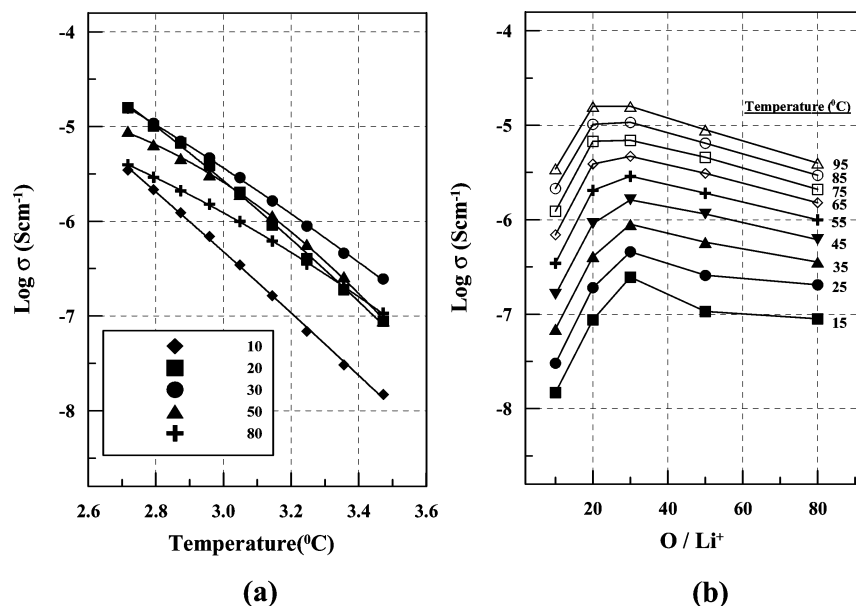 -4
-5
-6
-7
-8
Log σ (Scm⁻¹)
10
20
30
50
80
2.6 2.8 3.0 3.2 3.4 3.6
Temperature(⁰C)
(a)
-4
-5
-6
-7
-8
Log σ (Scm⁻¹)
Temperature (⁰C)
95
85
75
65
55
45
35
25
15
20 40 60 80
O / Li⁺
(b)